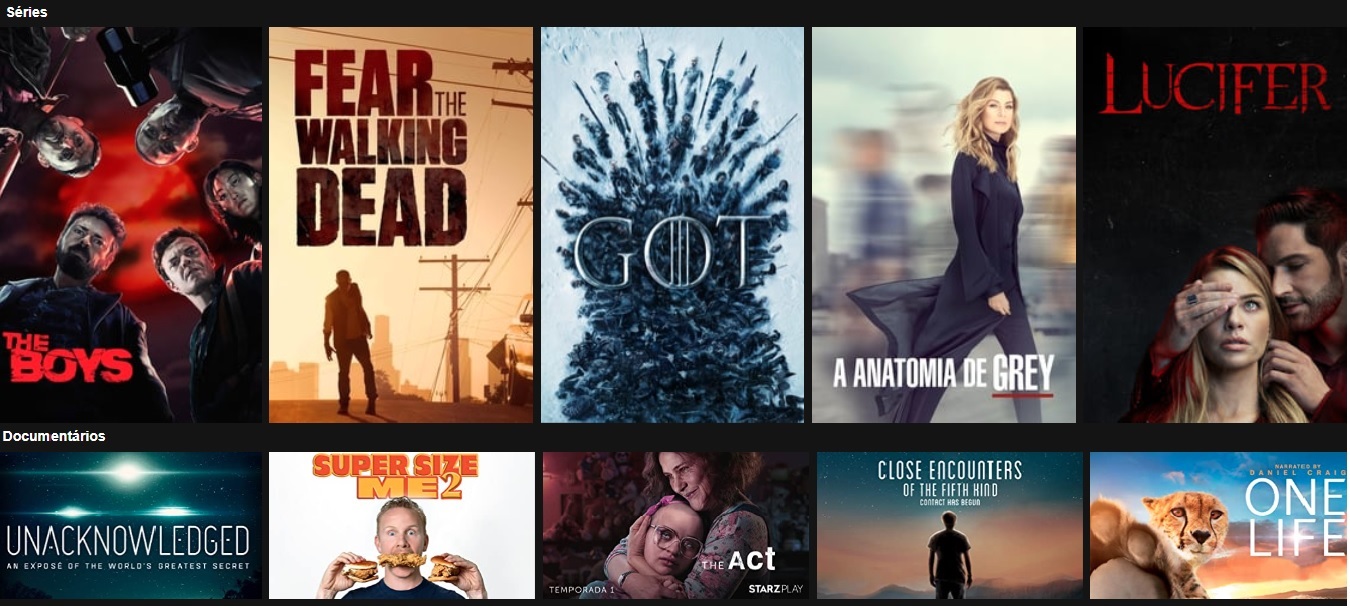 Séries
THE
BOYS
FEAR THE
WALKING
DEAD
GOT
A ANATOMIA DE GREY
LUCIFER
Documentários
UNACKNOWLEDGED
AN EXPOSÉ OF THE WORLD'S GREATEST SECRET
SUPER SIZE
ME 2
THE ACT
TEMPORADA 1
STARZPLAY
CLOSE ENCOUNTERS
OF THE FIFTH KIND
CONTACT HAS BEGUN
NARRATED BY
DANIEL CRAIG
ONE
LIFE